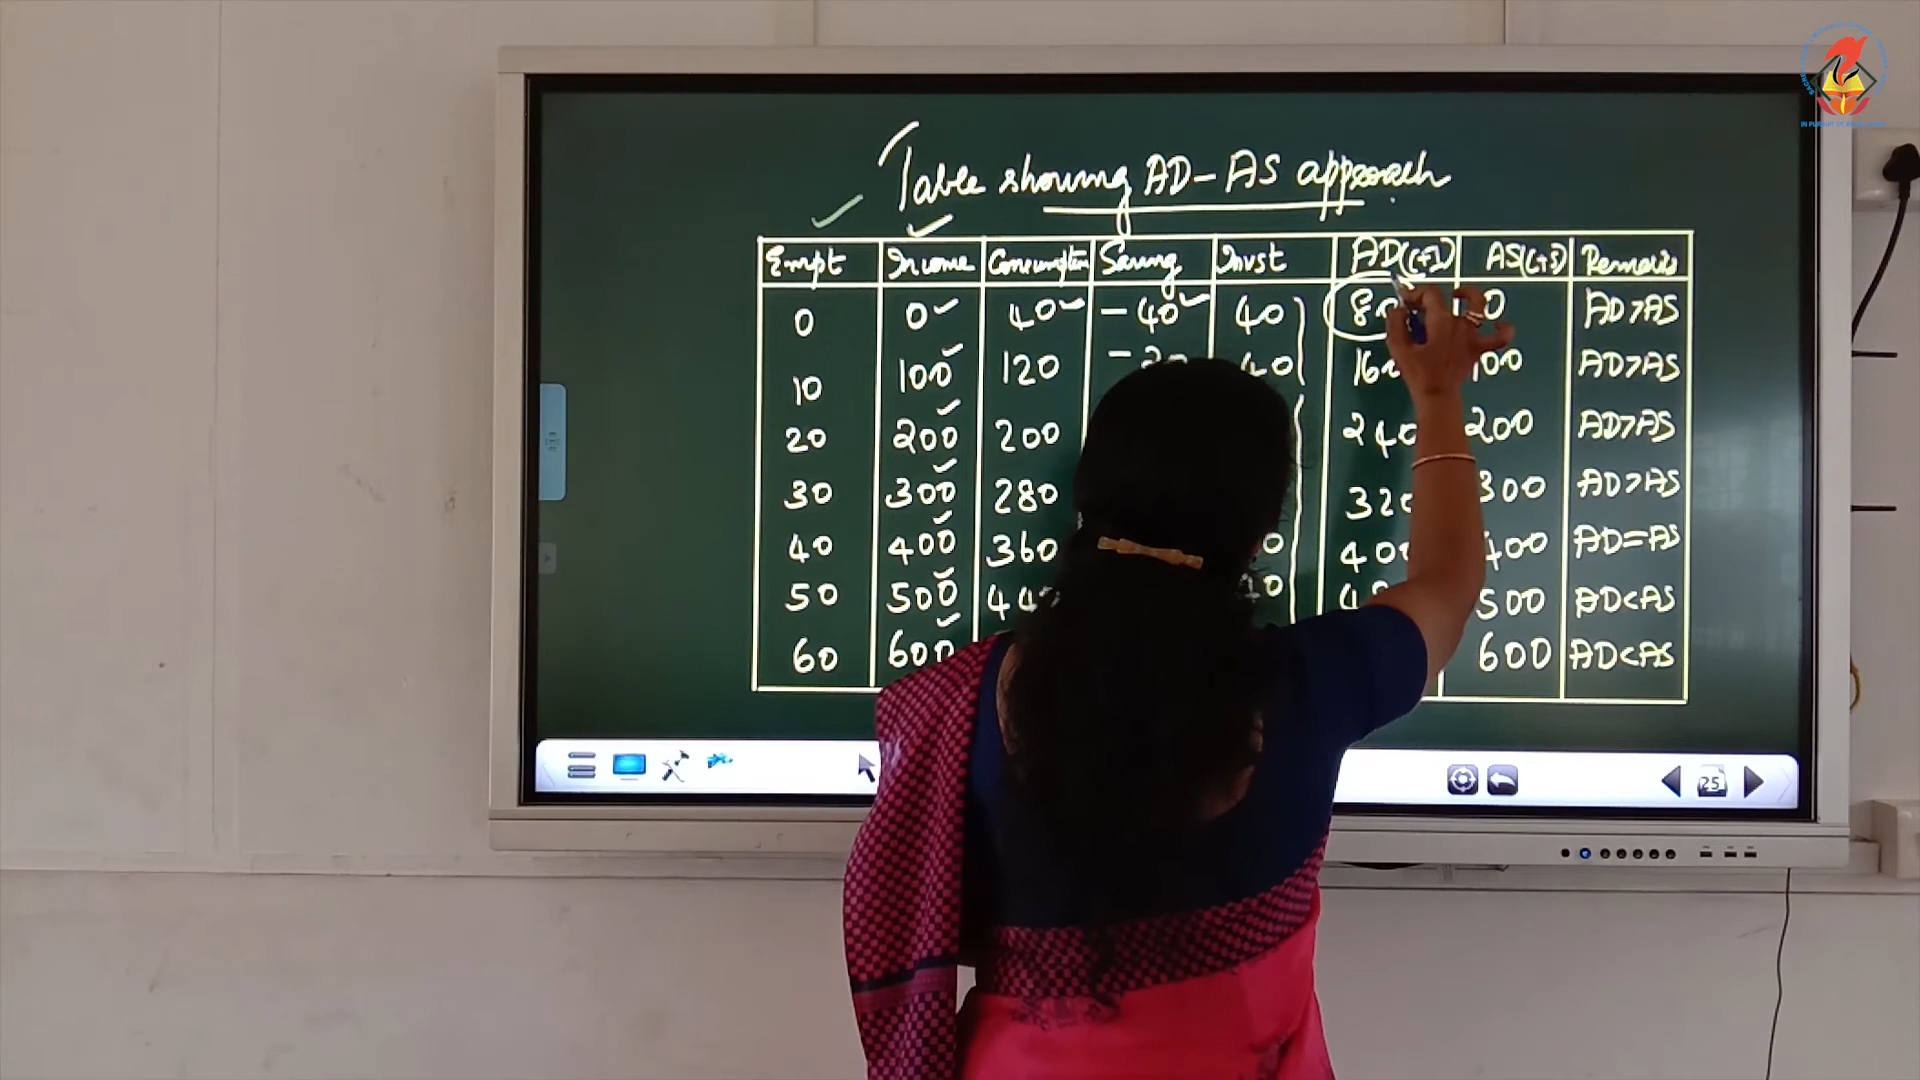 Table showing AD-AS approach
Empt Income Consumption Saving Invst AD(C+I) AS(C+S) Remarks
0 0 40 -40 40 80 0 AD>AS
10 100 120 160 100 AD>AS
20 200 200 240 200 AD>AS
30 300 280 320 300 AD>AS
40 400 360 400 400 AD=AS
50 500 500 AD<AS
60 600 600 AD<AS
25